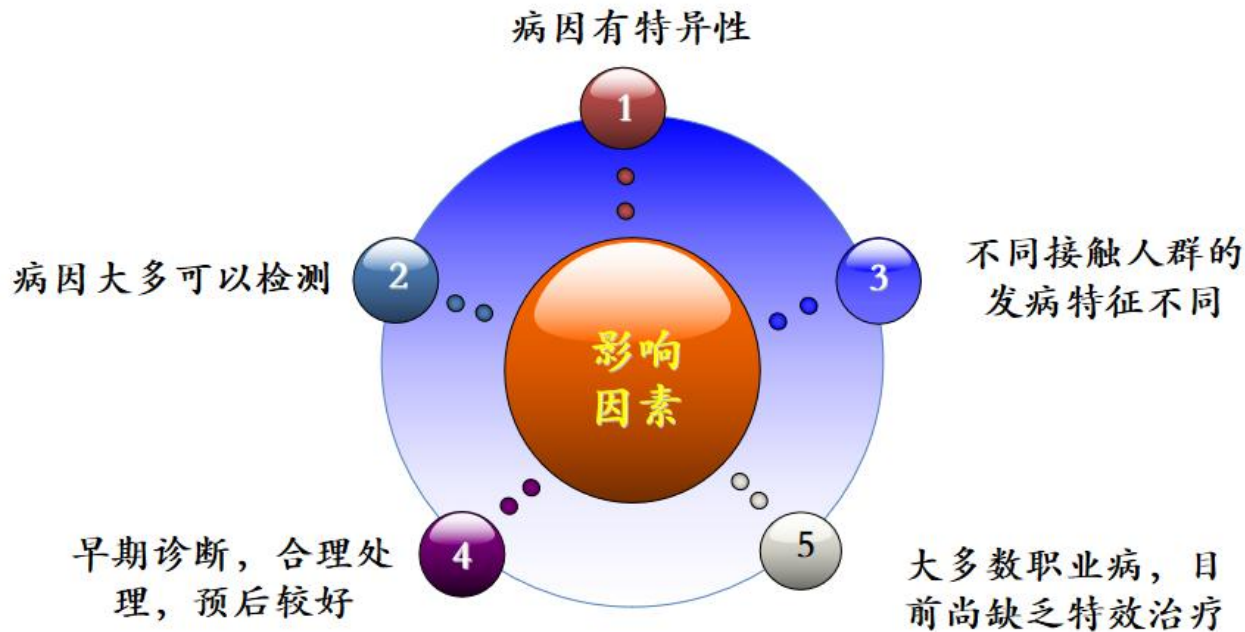 病因有特异性
1
病因大多可以检测
2
3
不同接触人群的
发病特征不同
影响
因素
早期诊断，合理处
理，预后较好
4
5
大多数职业病，目
前尚缺乏特效治疗